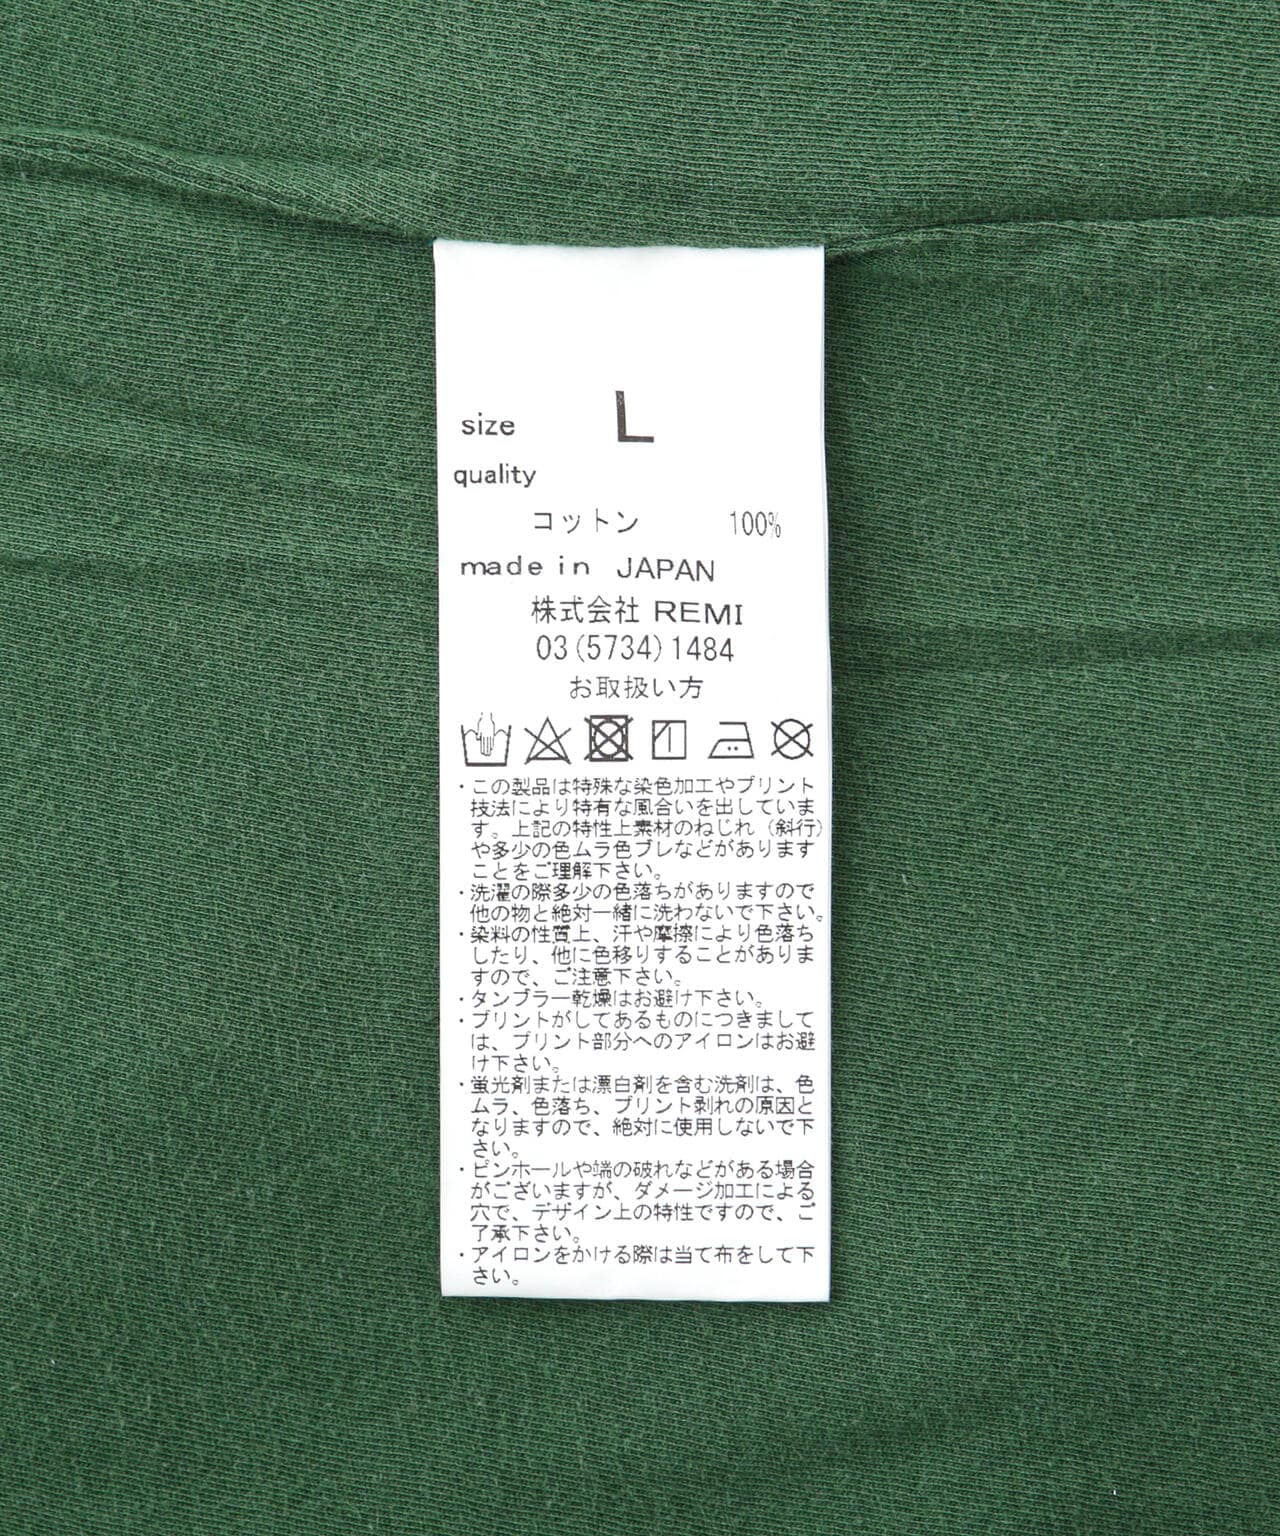 size L
quality
コットン 100%
made in JAPAN
株式会社 REMI
03(5734)1484
お取扱い方
・この製品は特殊な染色加工やプリント
技法により特有な風合いを出していま
す。上記の特性上素材のねじれ（斜行）
や多少の色ムラ色ブレなどがあります
ことをご理解下さい。
・洗濯の際多少の色落ちがありますので
他の物と絶対一緒に洗わないで下さい。
・染料の性質上、汗や摩擦により色落ち
したり、他に色移りすることがありま
すので、ご注意下さい。
・タンブラー乾燥はお避け下さい。
・プリントがしてあるものにつきまして
は、プリント部分へのアイロンはお避
け下さい。
・蛍光剤または漂白剤を含む洗剤は、色
ムラ、色落ち、プリント剥れの原因と
なりますので、絶対に使用しないで下
さい。
・ピンホールや端の破れなどがある場合
がございますが、ダメージ加工による
穴で、デザイン上の特性ですので、ご
了承下さい。
・アイロンをかける際は当て布をして下
さい。